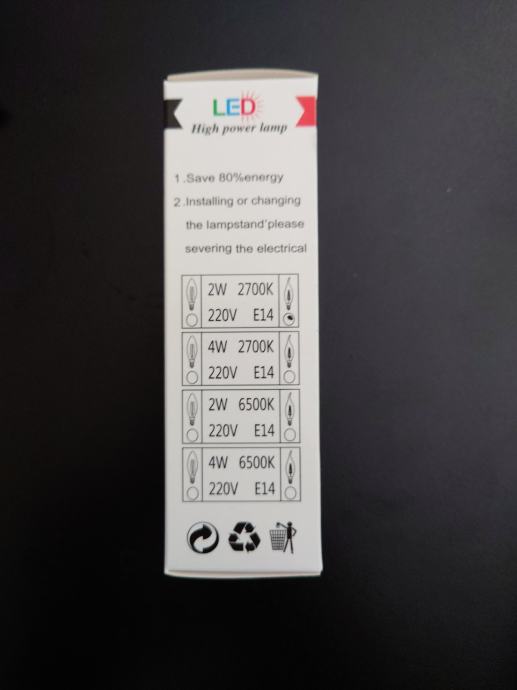 LED
High power lamp
1.Save 80%energy
2.Installing or changing
the lampstand'please
severing the electrical
2W 2700K
220V E14
4W 2700K
220V E14
2W 6500K
220V E14
4W 6500K
220V E14